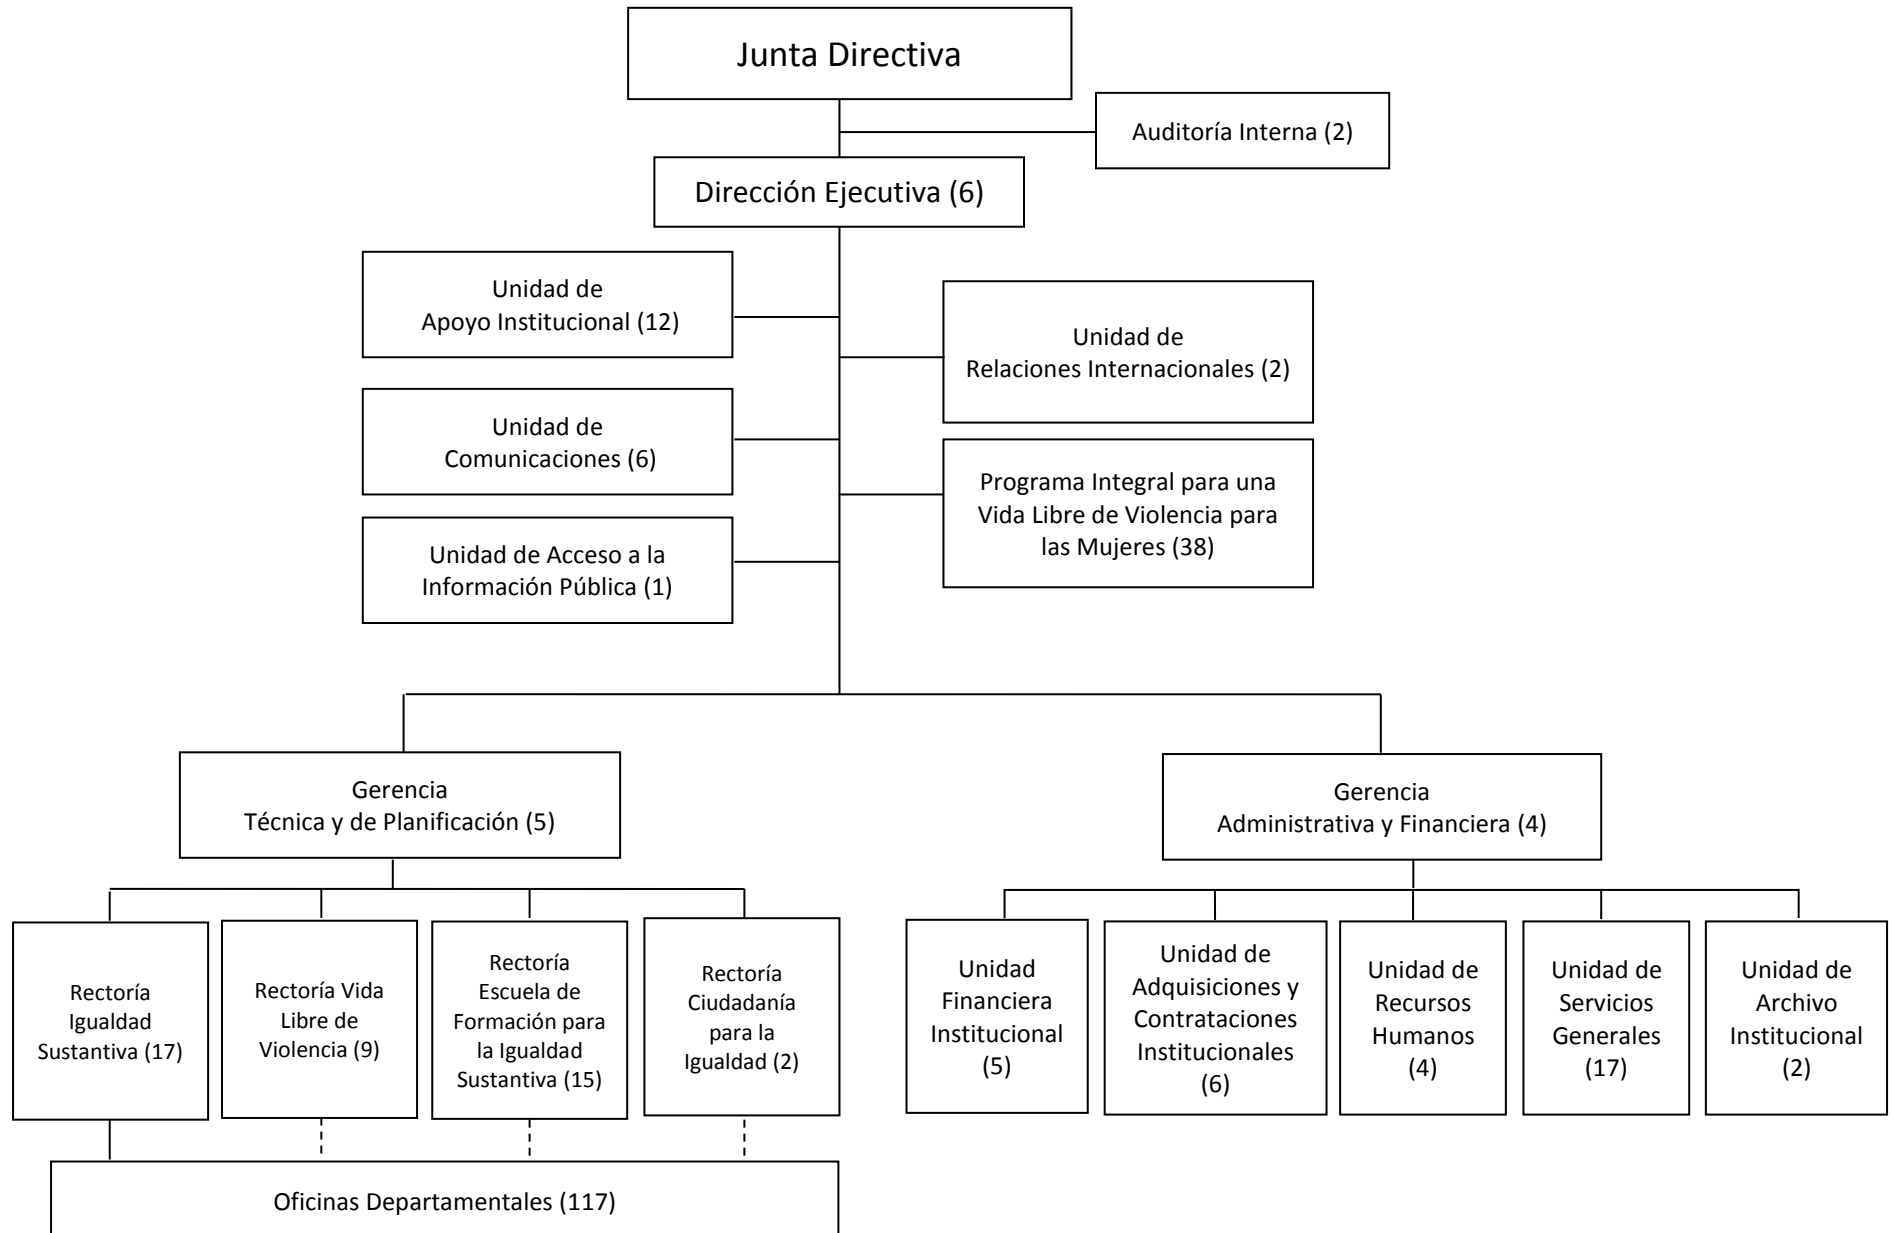 Junta Directiva
Auditoría Interna (2)
Dirección Ejecutiva (6)
Unidad de
Apoyo Institucional (12)
Unidad de
Relaciones Internacionales (2)
Unidad de
Comunicaciones (6)
Programa Integral para una
Vida Libre de Violencia para
las Mujeres (38)
Unidad de Acceso a la
Información Pública (1)
Gerencia
Técnica y de Planificación (5)
Gerencia
Administrativa y Financiera (4)
Rectoría
Igualdad
Sustantiva (17)
Rectoría Vida
Libre de
Violencia (9)
Rectoría
Escuela de
Formación para
la Igualdad
Sustantiva (15)
Rectoría
Ciudadanía
para la
Igualdad (2)
Unidad
Financiera
Institucional
(5)
Unidad de
Adquisiciones y
Contrataciones
Institucionales
(6)
Unidad de
Recursos
Humanos
(4)
Unidad de
Servicios
Generales
(17)
Unidad de
Archivo
Institucional
(2)
Oficinas Departamentales (117)